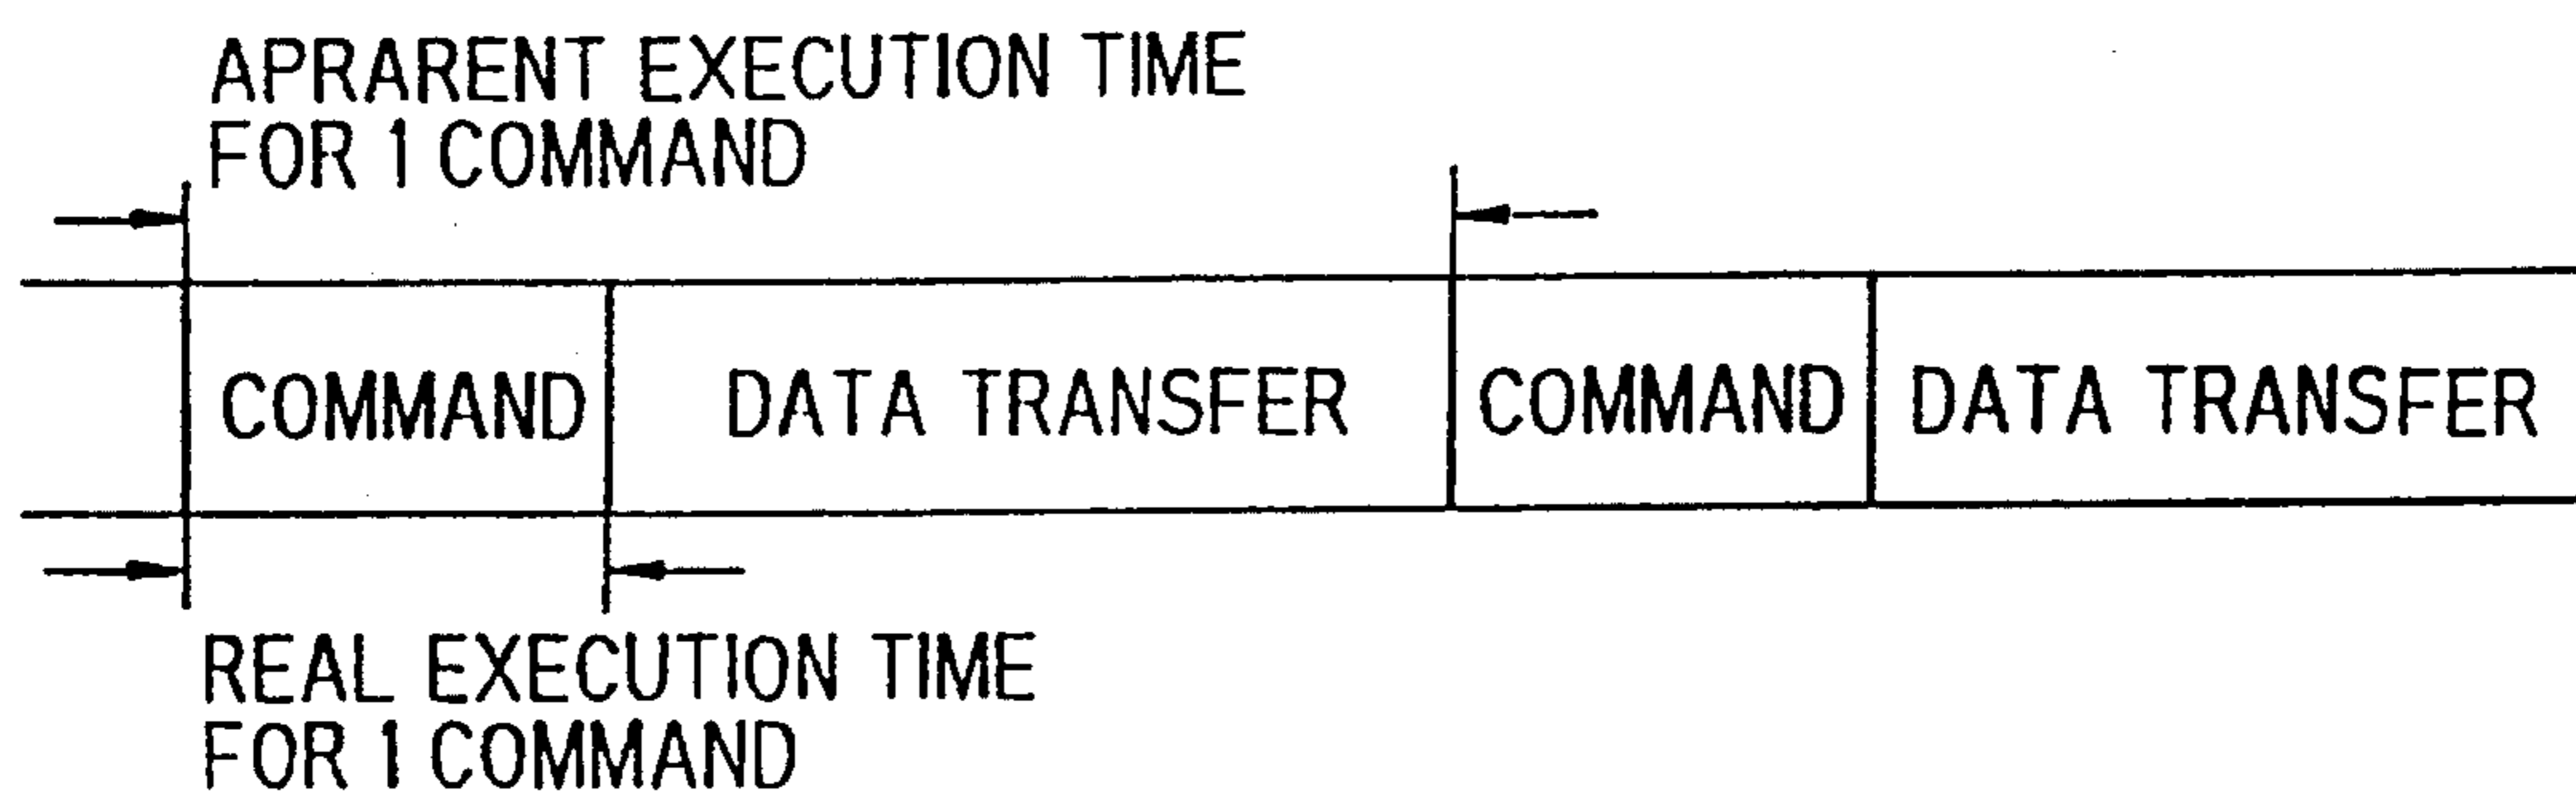 APRARENT EXECUTION TIME
FOR 1 COMMAND
COMMAND
DATA TRANSFER
COMMAND
DATA TRANSFER
REAL EXECUTION TIME
FOR 1 COMMAND